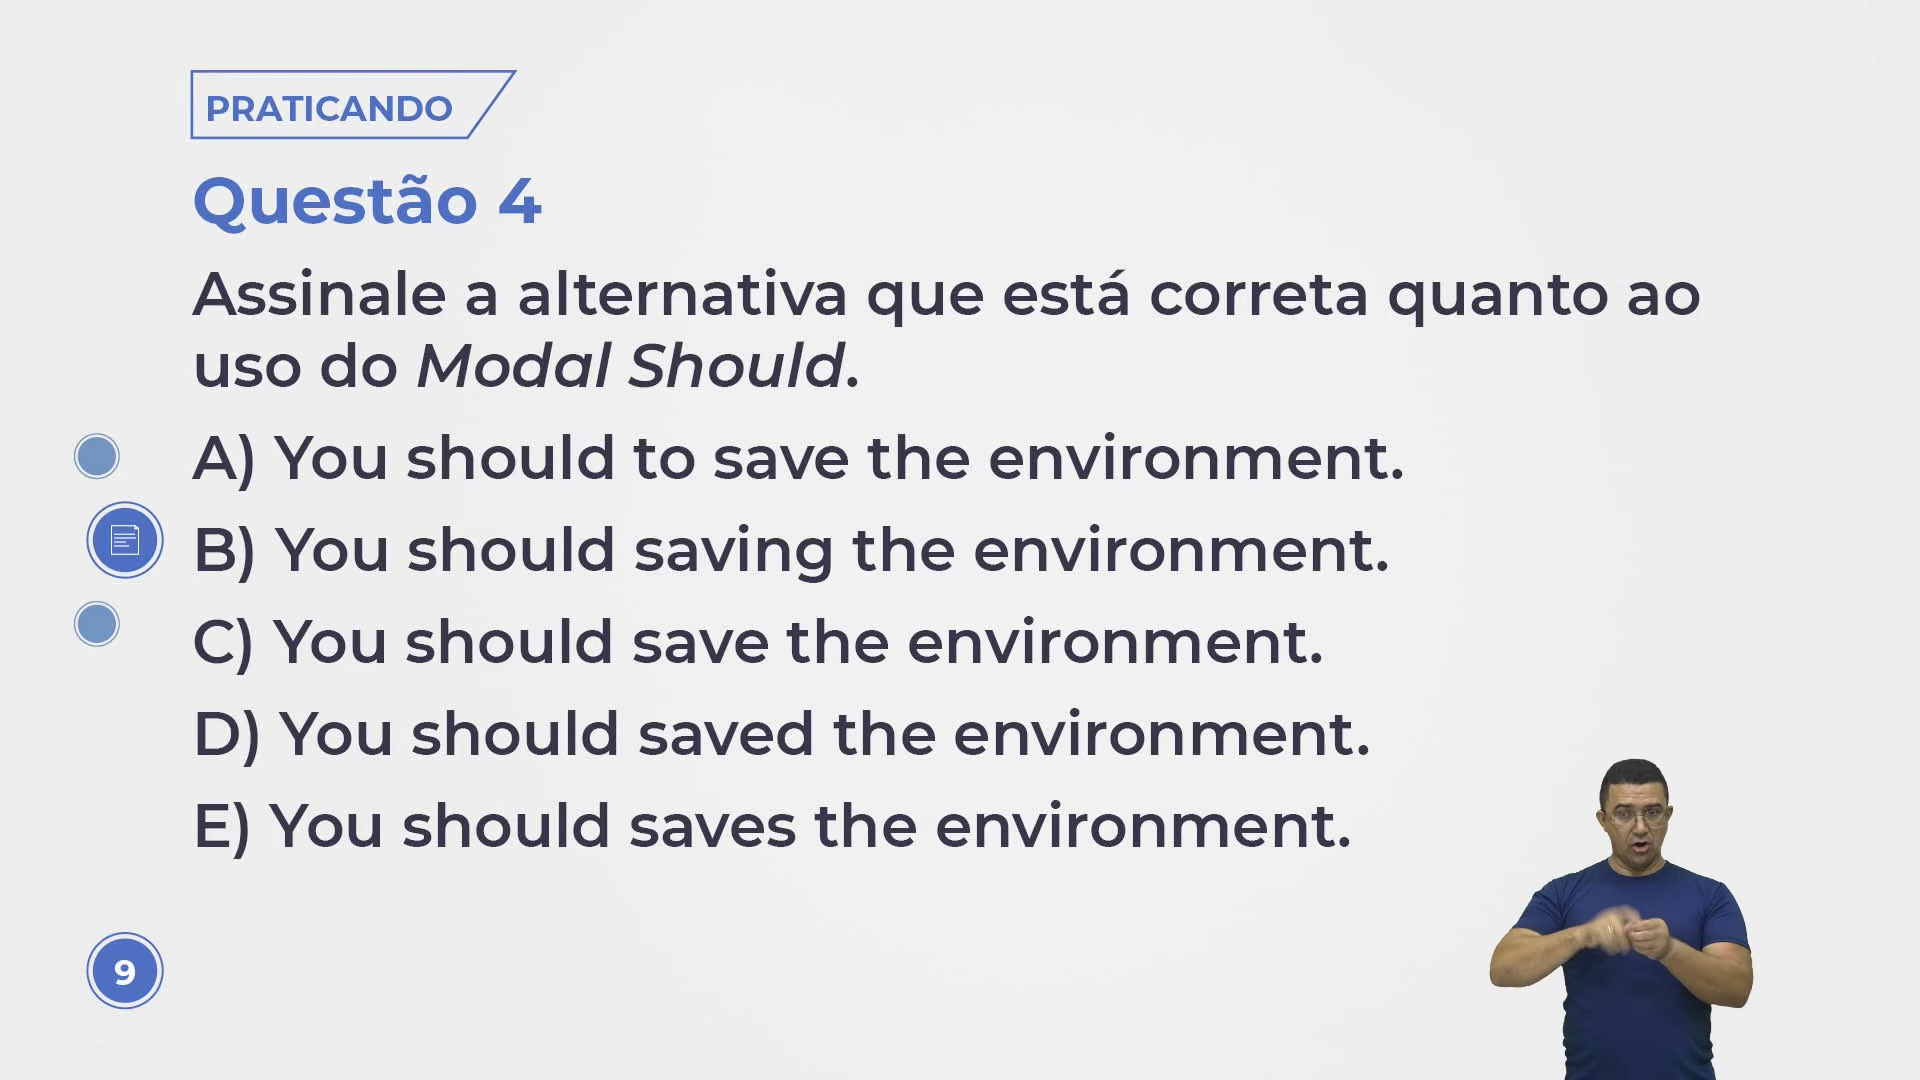 PRATICANDO
Questão 4
Assinale a alternativa que está correta quanto ao
uso do Modal Should.
A) You should to save the environment.
B) You should saving the environment.
C) You should save the environment.
D) You should saved the environment.
E) You should saves the environment.
9